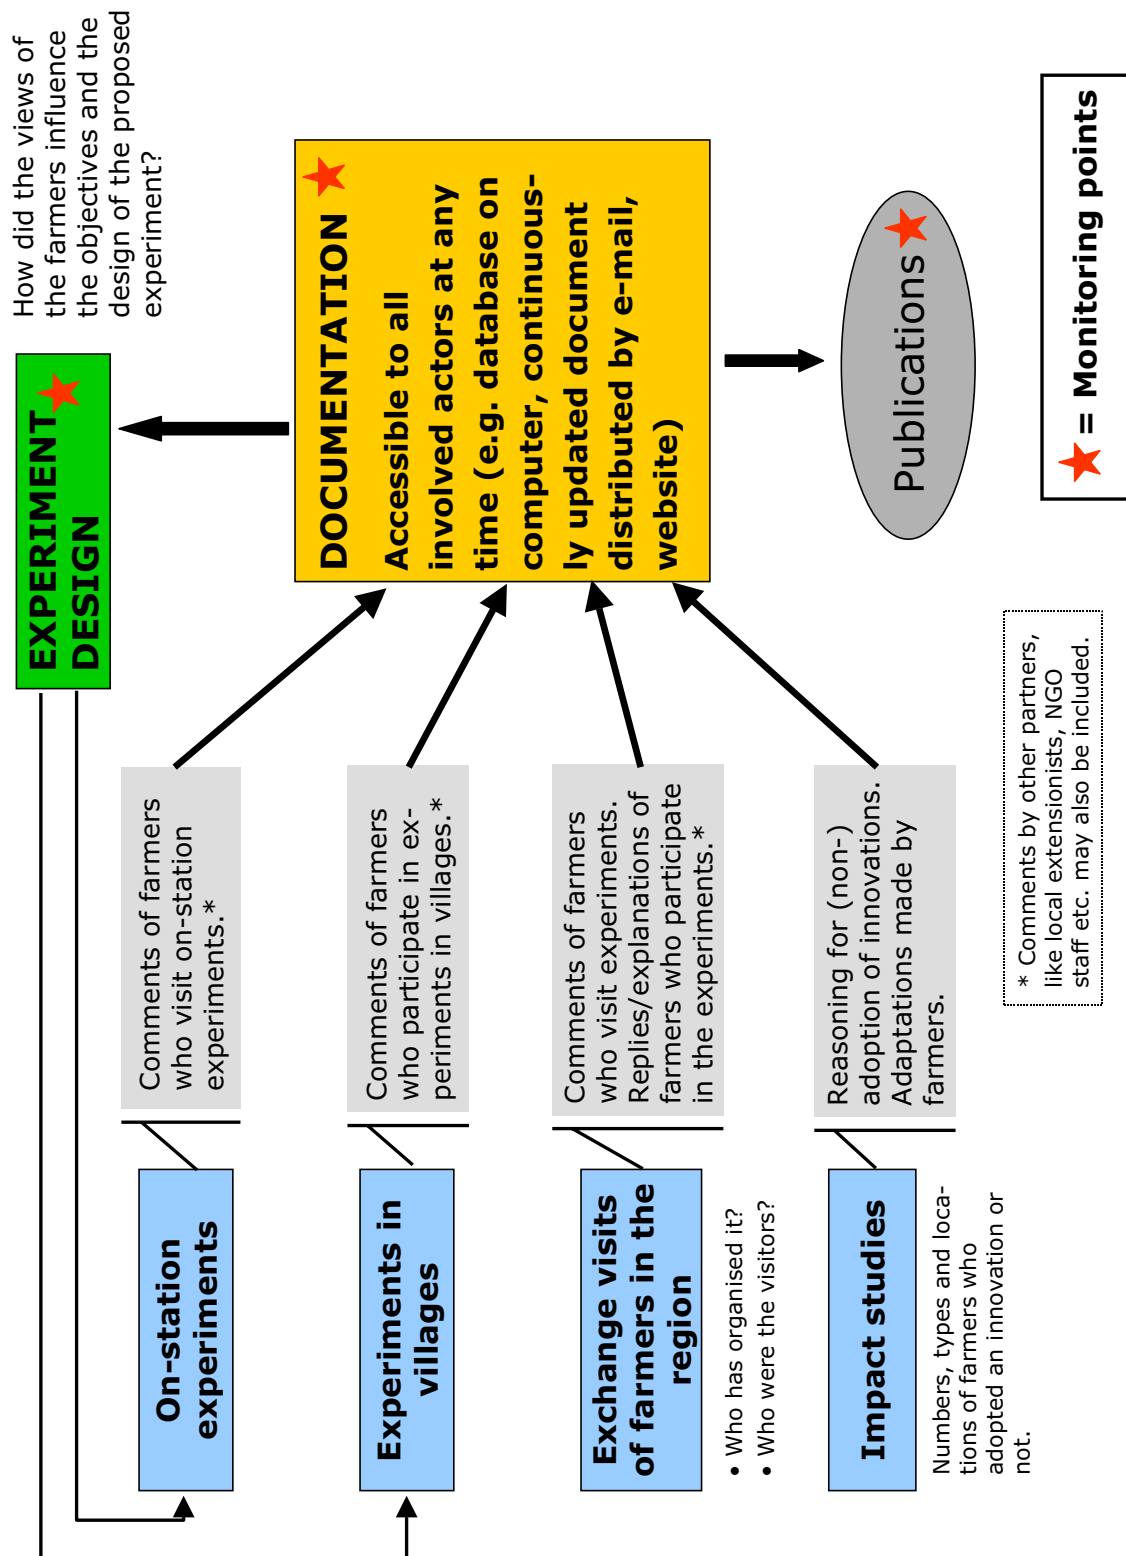 How did the views of
the farmers influence
the objectives and the
design of the proposed
experiment?
EXPERIMENT
DESIGN
On-station
experiments
Comments of farmers
who visit on-station
experiments.*
Experiments in
villages
Comments of farmers
who participate in ex-
periments in villages.*
Exchange visits
of farmers in the
region
• Who has organised it?
• Who were the visitors?
Comments of farmers
who visit experiments.
Replies/explanations of
farmers who participate
in the experiments.*
Impact studies
Numbers, types and loca-
tions of farmers who
adopted an innovation or
not.
Reasoning for (non-)
adoption of innovations.
Adaptations made by
farmers.
DOCUMENTATION
Accessible to all
involved actors at any
time (e.g. database on
computer, continuous-
ly updated document
distributed by e-mail,
website)
Publications
* Comments by other partners,
like local extensionists, NGO
staff etc. may also be included.
= Monitoring points